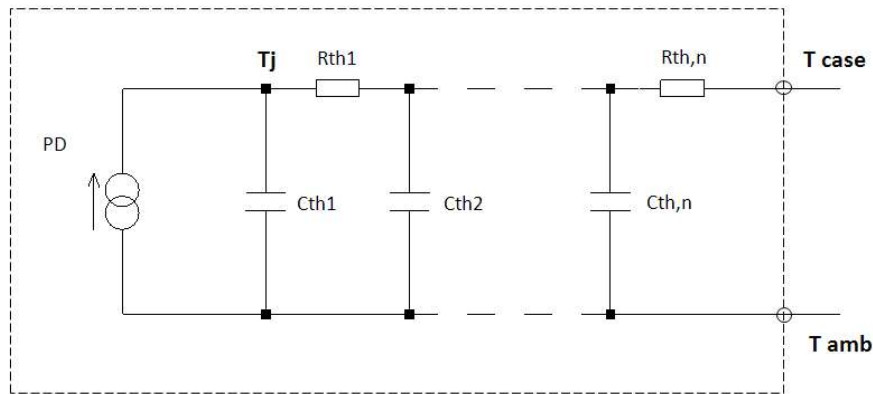 Tj
Rth1
Rth,n
T case
PD
Cth1
Cth2
Cth,n
T amb